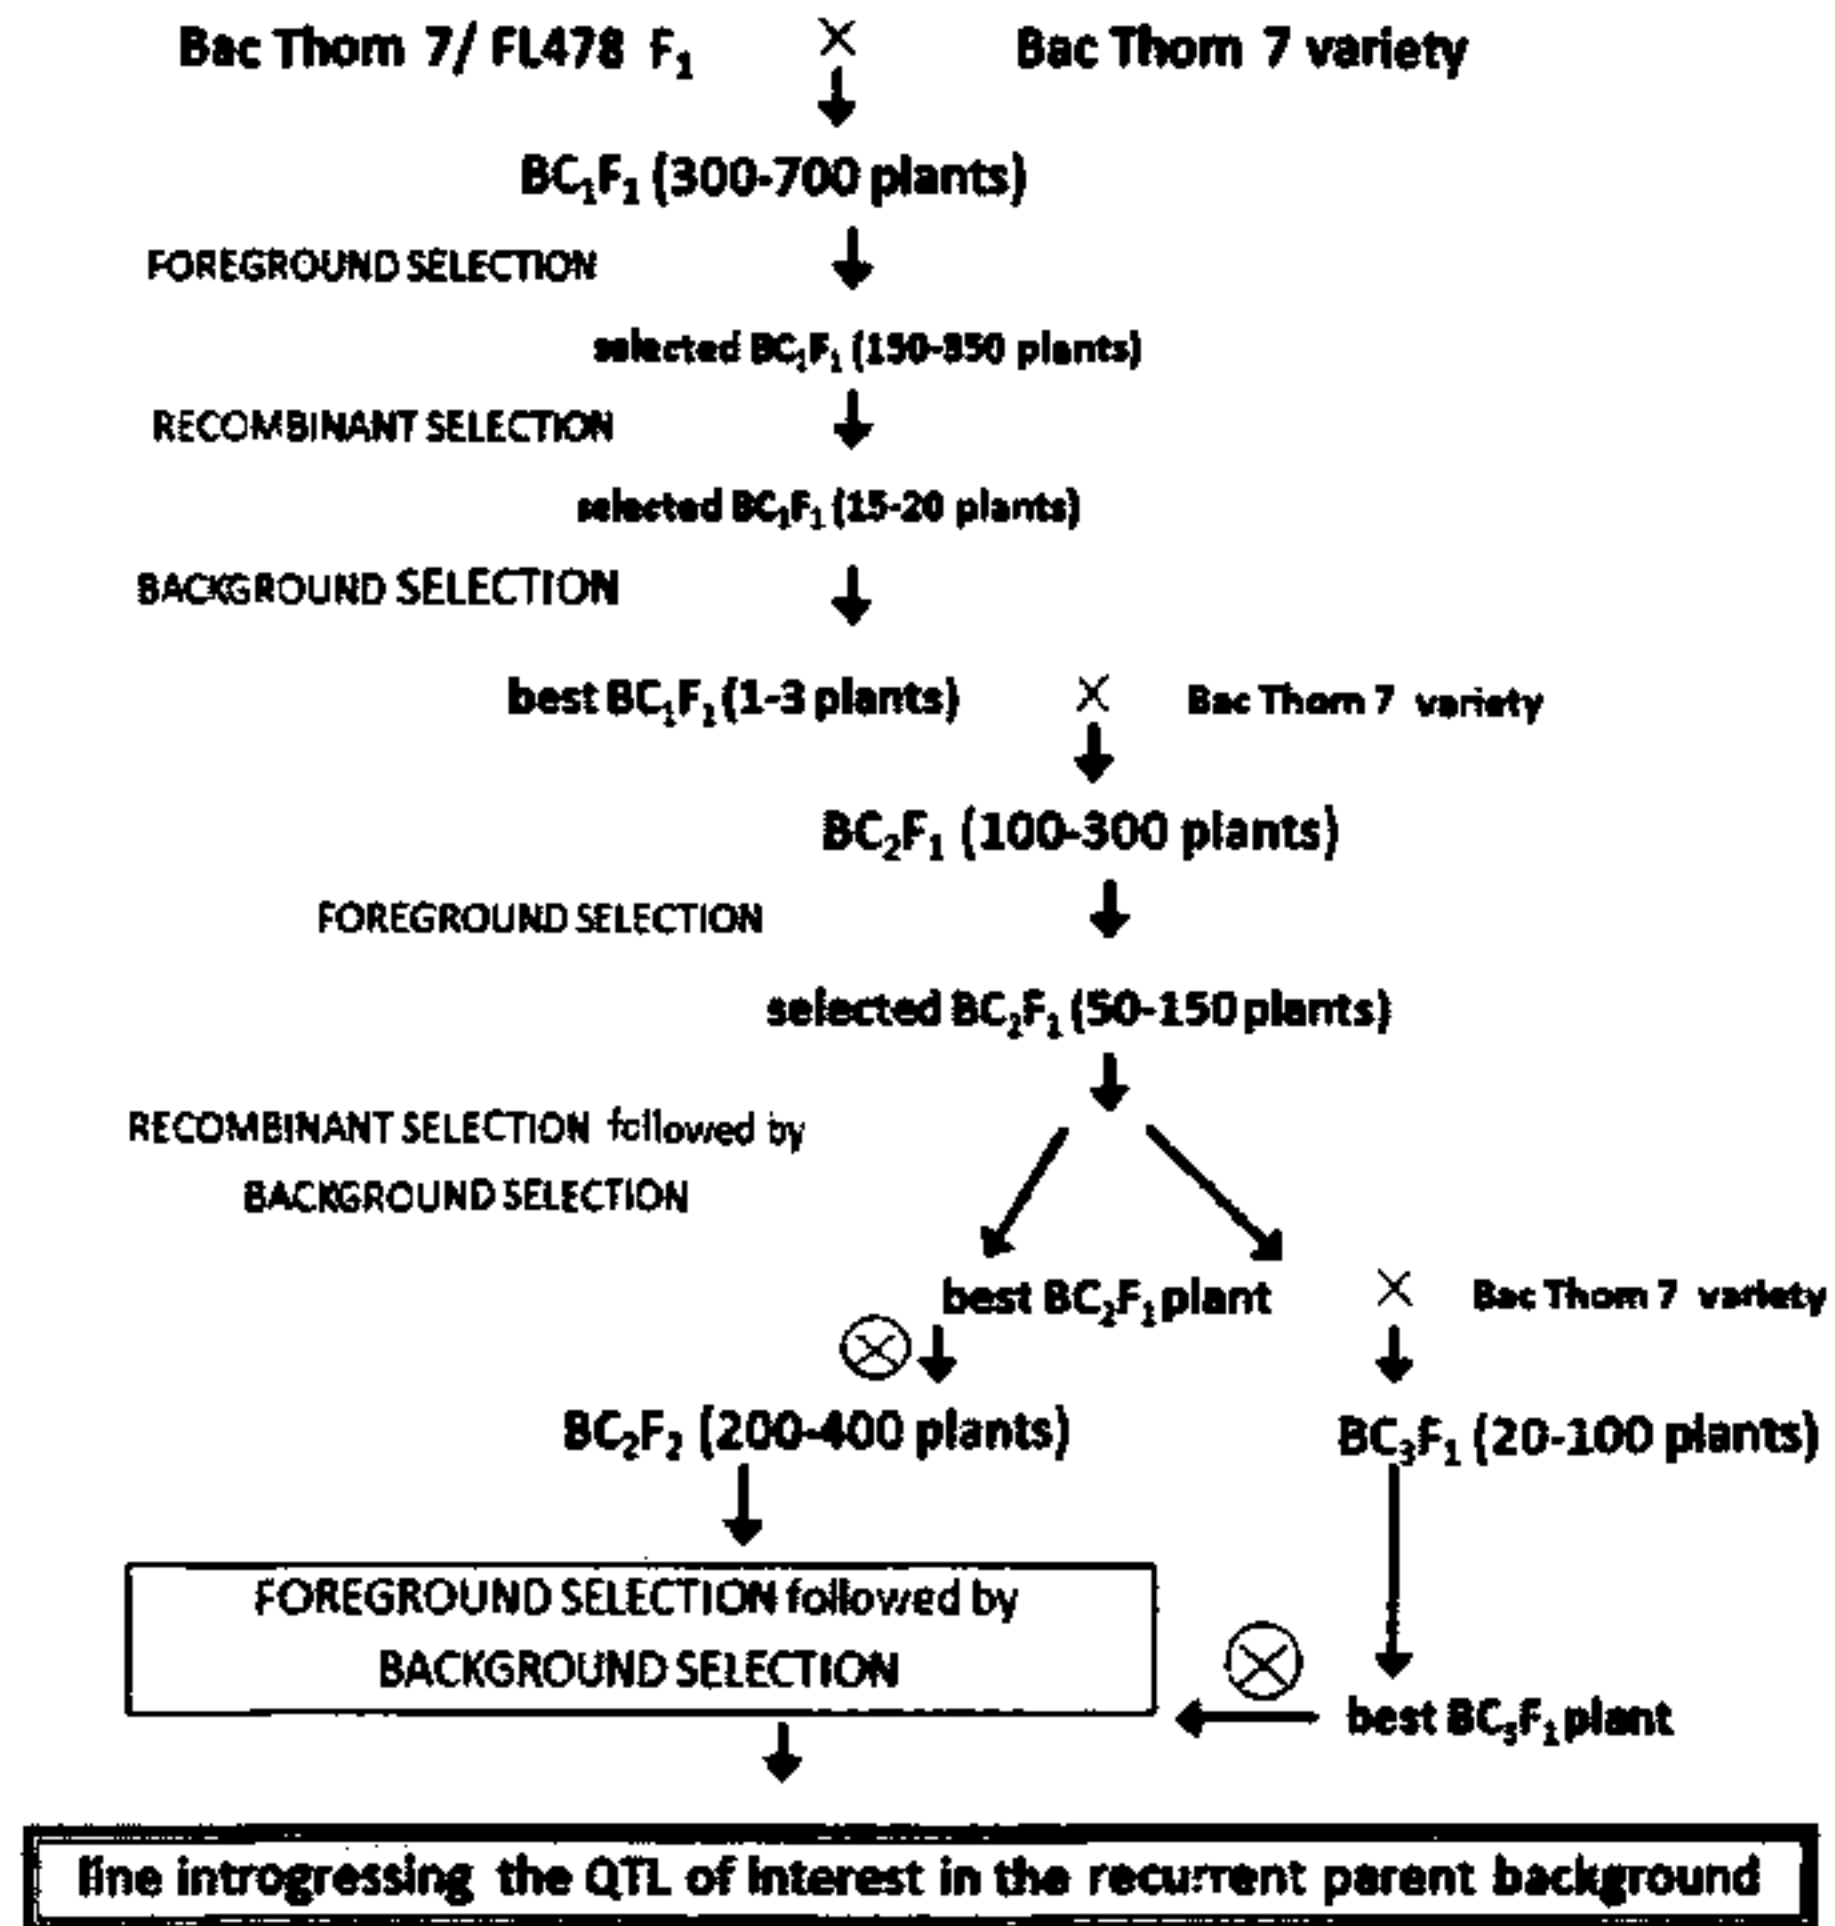 Bac Thom 7/ FL478 F₁ × Bac Thom 7 variety
BC₁F₁ (300-700 plants)
FOREGROUND SELECTION
selected BC₁F₁ (150-350 plants)
RECOMBINANT SELECTION
selected BC₁F₁ (15-20 plants)
BACKGROUND SELECTION
best BC₁F₁ (1-3 plants) × Bac Thom 7 variety
BC₂F₁ (100-300 plants)
FOREGROUND SELECTION
selected BC₂F₁ (50-150 plants)
RECOMBINANT SELECTION followed by
BACKGROUND SELECTION
best BC₂F₁ plant × Bac Thom 7 variety
BC₂F₂ (200-400 plants) BC₃F₁ (20-100 plants)
FOREGROUND SELECTION followed by
BACKGROUND SELECTION
best BC₃F₁ plant
line introgressing the QTL of interest in the recurrent parent background